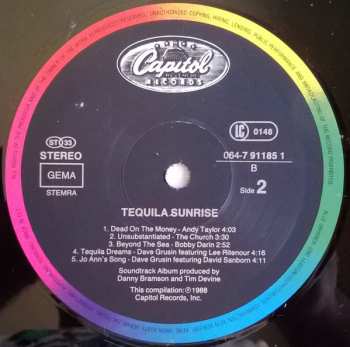 Capitol
RECORDS
ST 33
STEREO
GEMA
STEMRA
LC 0148
064-7 91185 1
B
Side 2
TEQUILA SUNRISE
1. Dead On The Money - Andy Taylor 4:03
2. Unsubstantiated - The Church 3:30
3. Beyond The Sea - Bobby Darin 2:52
4. Tequila Dreams - Dave Grusin featuring Lee Ritenour 4:16
5. Jo Ann's Song - Dave Grusin featuring David Sanborn 4:11
Soundtrack Album produced by
Danny Bramson and Tim Devine
This compilation ℗1988
Capitol Records, Inc.